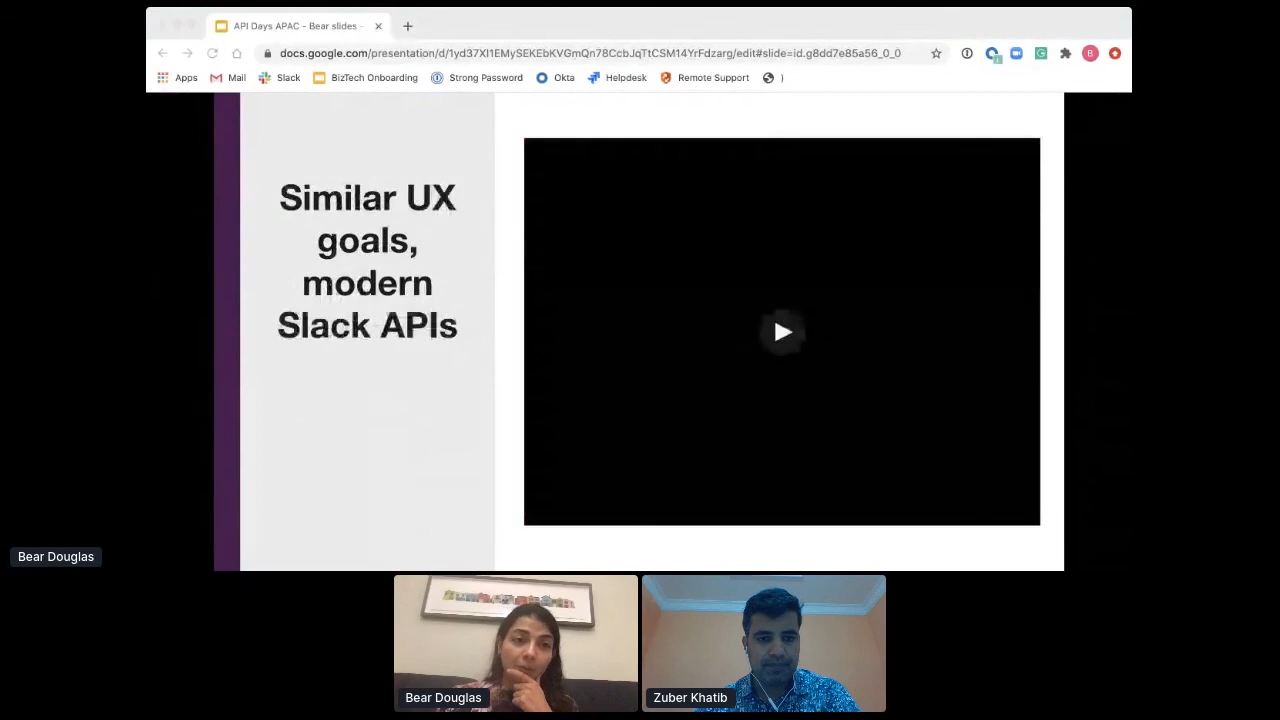 API Days APAC - Bear slides -
docs.google.com/presentation/d/1yd37XI1EMySEKEbKVGmQn78CcbJqTtCSM14YrFdzarg/edit#slide=id.g8dd7e85a56_0_0
B
Apps
Mail
Slack
BizTech Onboarding
Strong Password
Okta
Helpdesk
Remote Support
)
Similar UX
goals,
modern
Slack APIs
Bear Douglas
Bear Douglas
Zuber Khatib